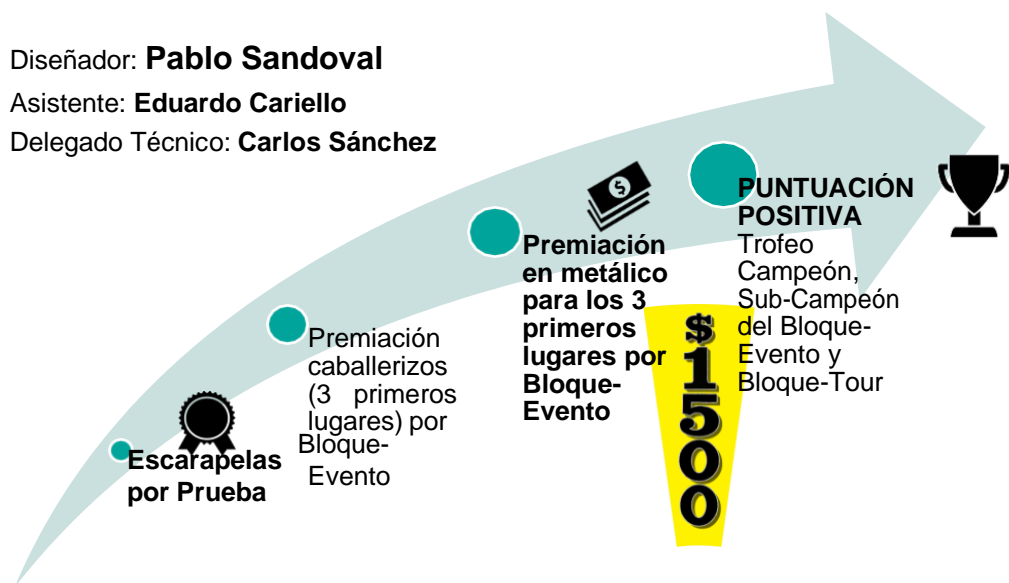 Diseñador: Pablo Sandoval
Asistente: Eduardo Cariello
Delegado Técnico: Carlos Sánchez
Escarapelas
por Prueba
Premiación
caballerizos
(3 primeros
lugares) por
Bloque-
Evento
Premiación
en metálico
para los 3
primeros
lugares por
Bloque-
Evento
$1500
PUNTUACIÓN
POSITIVA
Trofeo
Campeón,
Sub-Campeón
del Bloque-
Evento y
Bloque-Tour